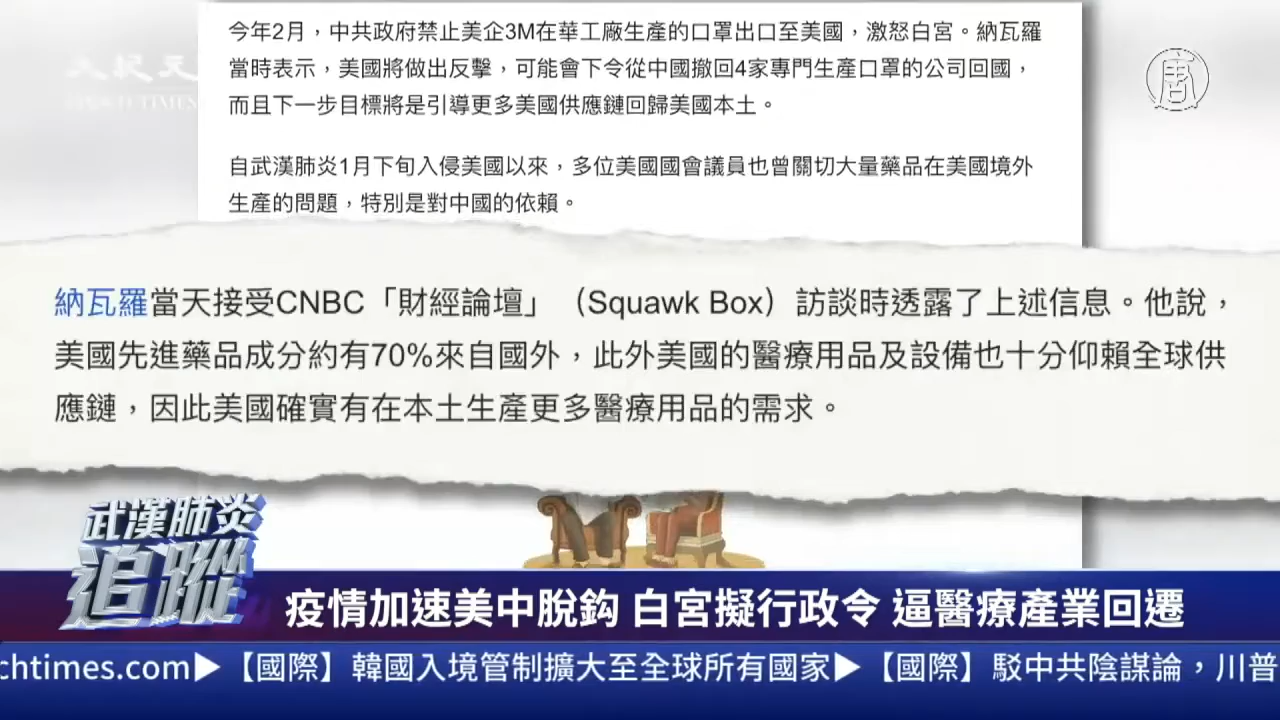 今年2月，中共政府禁止美企3M在華工廠生產的口罩出口至美國，激怒白宮。納瓦羅
當時表示，美國將做出反擊，可能會下令從中國撤回4家專門生產口罩的公司回國，
而且下一步目標將是引導更多美國供應鏈回歸美國本土。
自武漢肺炎1月下旬入侵美國以來，多位美國國會議員也曾關切大量藥品在美國境外
生產的問題，特別是對中國的依賴。
大紀元
EPOCH TIMES
唐
納瓦羅當天接受CNBC「財經論壇」（Squawk Box）訪談時透露了上述信息。他說，
美國先進藥品成分約有70%來自國外，此外美國的醫療用品及設備也十分仰賴全球供
應鏈，因此美國確實有在本土生產更多醫療用品的需求。
武漢肺炎
追蹤
疫情加速美中脫鈎 白宮擬行政令 逼醫療產業回遷
chtimes.com▶【國際】韓國入境管制擴大至全球所有國家▶【國際】駁中共陰謀論，川普